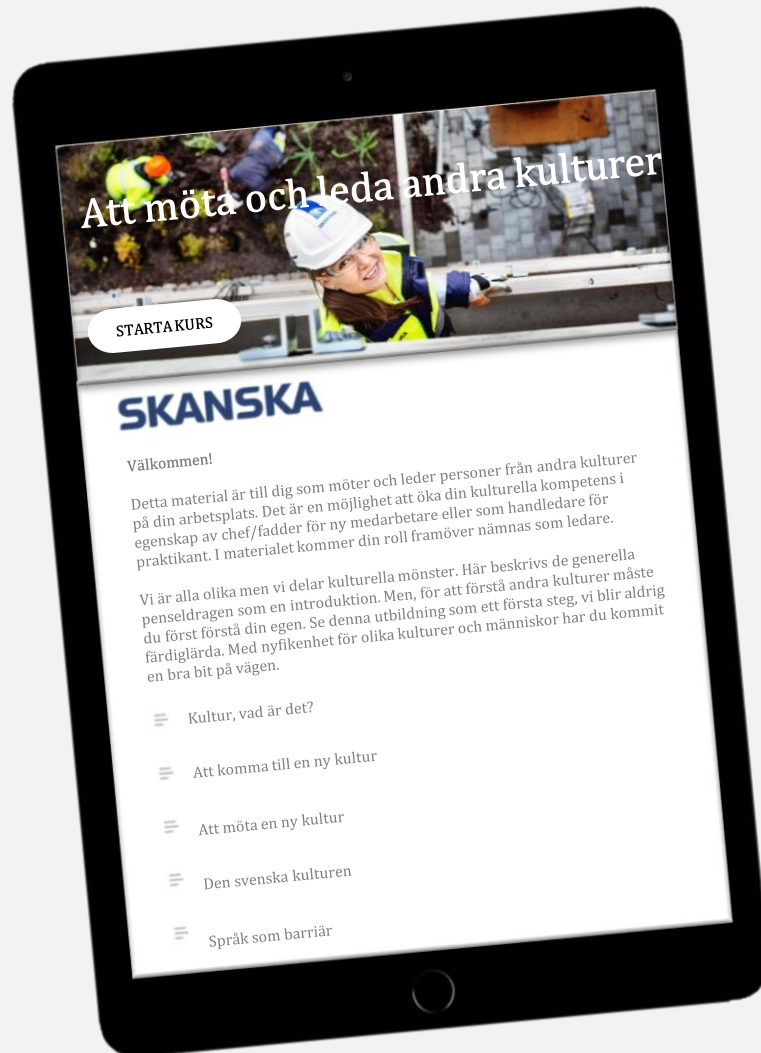 Att möta och leda andra kulturer
STARTA KURS
SKANSKA
Välkommen!
Detta material är till dig som möter och leder personer från andra kulturer
på din arbetsplats. Det är en möjlighet att öka din kulturella kompetens i
egenskap av chef/fadder för ny medarbetare eller som handledare för
praktikant. I materialet kommer din roll framöver nämnas som ledare.
Vi är alla olika men vi delar kulturella mönster. Här beskrivs de generella
penseldragen som en introduktion. Men, för att förstå andra kulturer måste
du först förstå din egen. Se denna utbildning som ett första steg, vi blir aldrig
färdiglärda. Med nyfikenhet för olika kulturer och människor har du kommit
en bra bit på vägen.
Kultur, vad är det?
Att komma till en ny kultur
Att möta en ny kultur
Den svenska kulturen
Språk som barriär